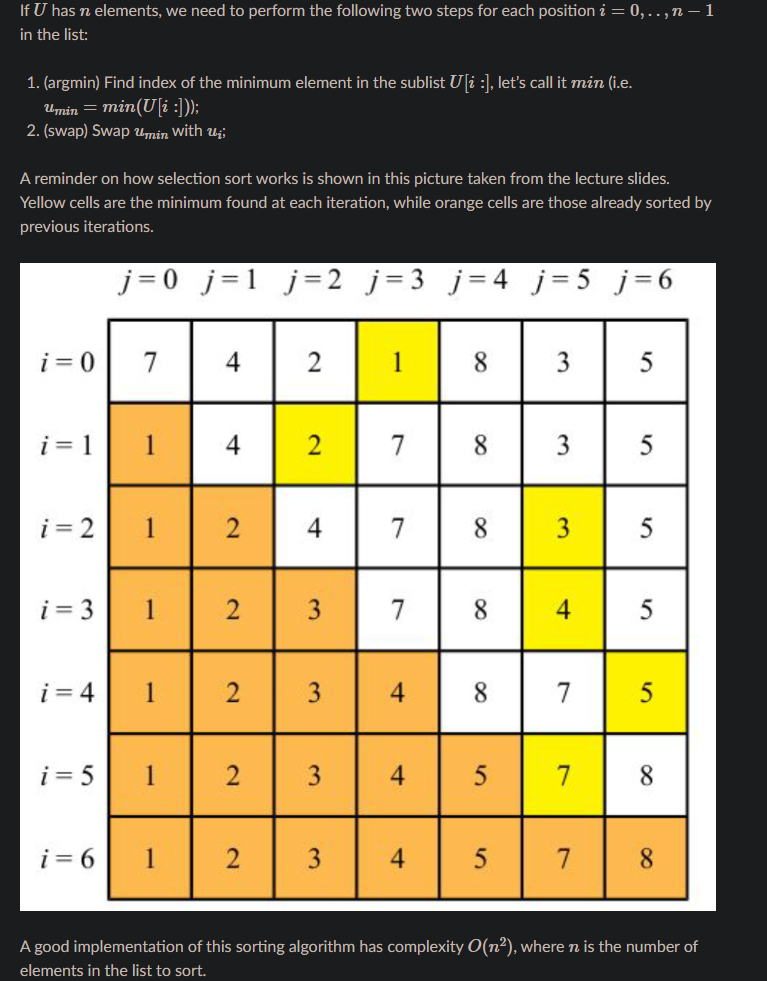 If U has n elements, we need to perform the following two steps for each position i = 0, . . , n − 1
in the list:
1. (argmin) Find index of the minimum element in the sublist U[i :], let's call it min (i.e.
u_min = min(U[i :]));
2. (swap) Swap u_min with u_i;
A reminder on how selection sort works is shown in this picture taken from the lecture slides.
Yellow cells are the minimum found at each iteration, while orange cells are those already sorted by
previous iterations.
j = 0 j = 1 j = 2 j = 3 j = 4 j = 5 j = 6
i = 0 7 4 2 1 8 3 5
i = 1 1 4 2 7 8 3 5
i = 2 1 2 4 7 8 3 5
i = 3 1 2 3 7 8 4 5
i = 4 1 2 3 4 8 7 5
i = 5 1 2 3 4 5 7 8
i = 6 1 2 3 4 5 7 8
A good implementation of this sorting algorithm has complexity O(n²), where n is the number of
elements in the list to sort.